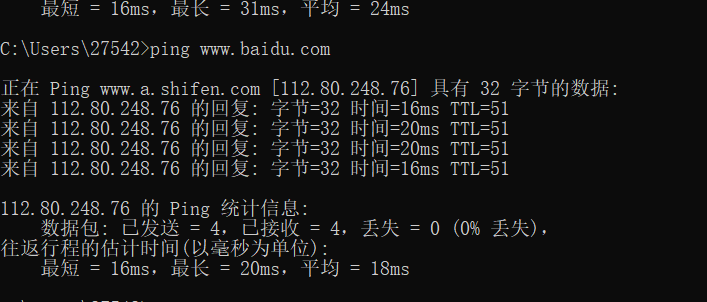 最短 = 16ms，最长 = 31ms，平均 = 24ms
C:\Users\27542>ping www.baidu.com
正在 Ping www.a.shifen.com [112.80.248.76] 具有 32 字节的数据:
来自 112.80.248.76 的回复: 字节=32 时间=16ms TTL=51
来自 112.80.248.76 的回复: 字节=32 时间=20ms TTL=51
来自 112.80.248.76 的回复: 字节=32 时间=20ms TTL=51
来自 112.80.248.76 的回复: 字节=32 时间=16ms TTL=51
112.80.248.76 的 Ping 统计信息:
数据包: 已发送 = 4，已接收 = 4，丢失 = 0 (0% 丢失)，
往返行程的估计时间(以毫秒为单位):
最短 = 16ms，最长 = 20ms，平均 = 18ms